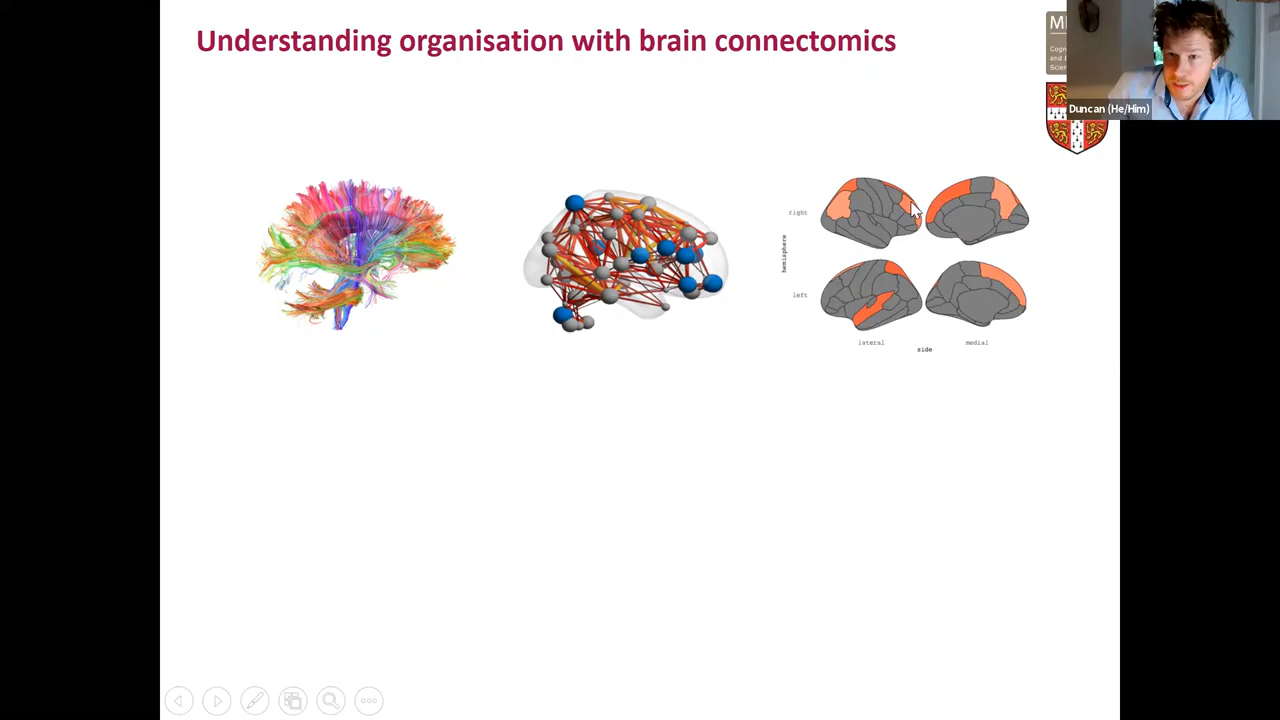 Understanding organisation with brain connectomics
Duncan (He/Him)
right
hemisphere
left
lateral
medial
side